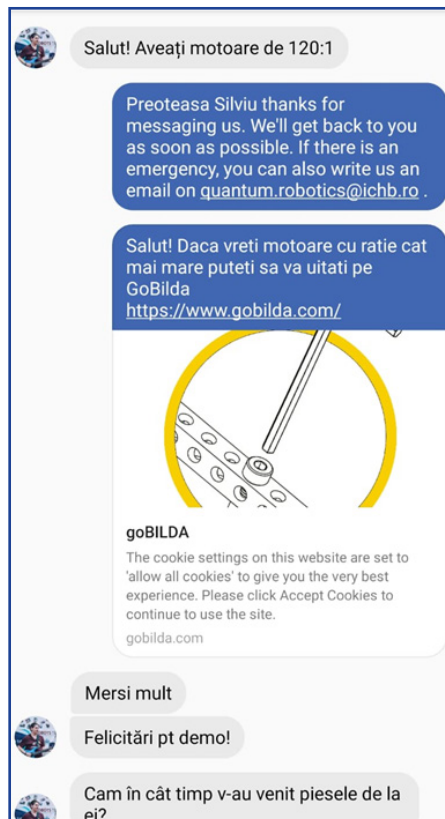 Salut! Aveați motoare de 120:1
Preoteasa Silviu thanks for
messaging us. We'll get back to you
as soon as possible. If there is an
emergency, you can also write us an
email on quantum.robotics@ichb.ro .
Salut! Daca vreti motoare cu ratie cat
mai mare puteti sa va uitati pe
GoBilda
https://www.gobilda.com/
goBILDA
The cookie settings on this website are set to
'allow all cookies' to give you the very best
experience. Please click Accept Cookies to
continue to use the site.
gobilda.com
Mersi mult
Felicitări pt demo!
Cam în cât timp v-au venit piesele de la
ei?